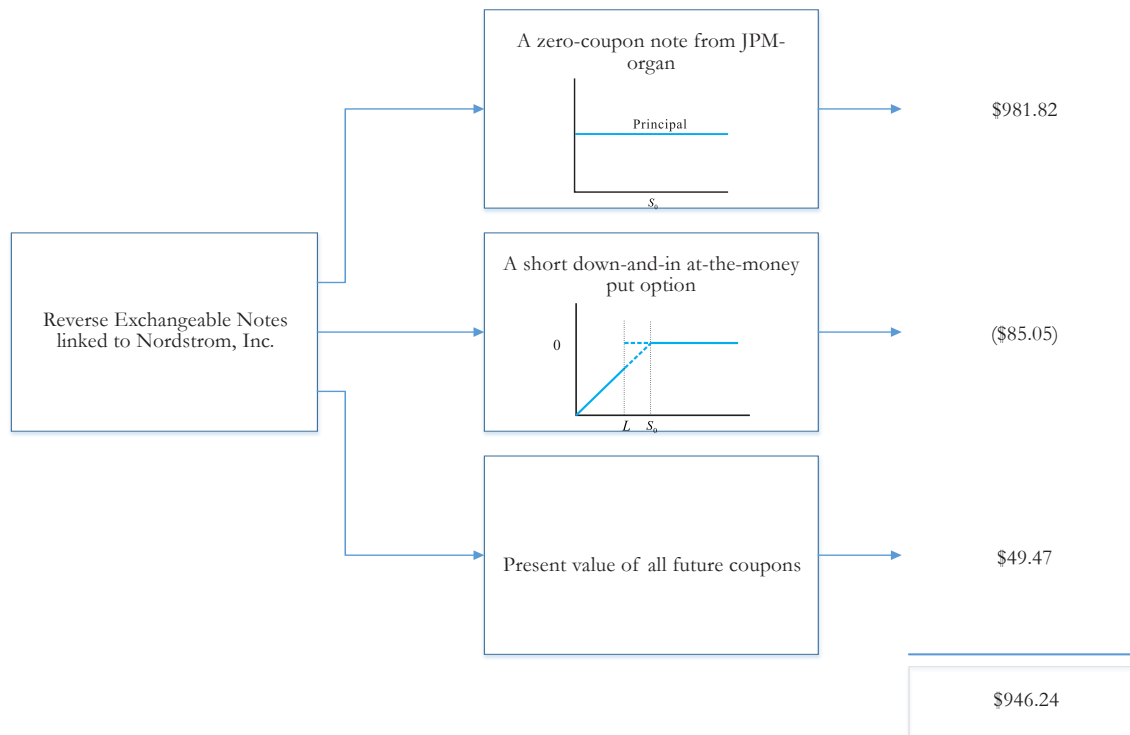 A zero-coupon note from JPM-
organ
Principal
S₀
$981.82
Reverse Exchangeable Notes
linked to Nordstrom, Inc.
A short down-and-in at-the-money
put option
0
L
S₀
($85.05)
Present value of all future coupons
$49.47
$946.24